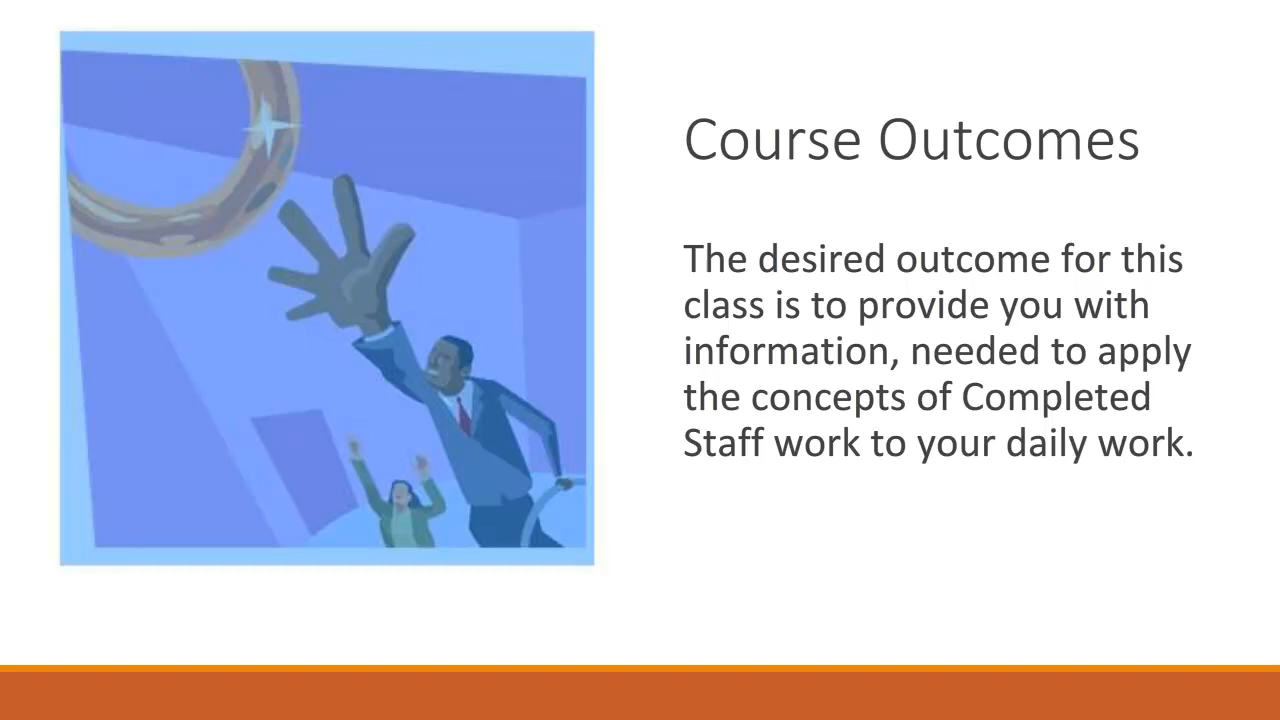 Course Outcomes
The desired outcome for this
class is to provide you with
information, needed to apply
the concepts of Completed
Staff work to your daily work.